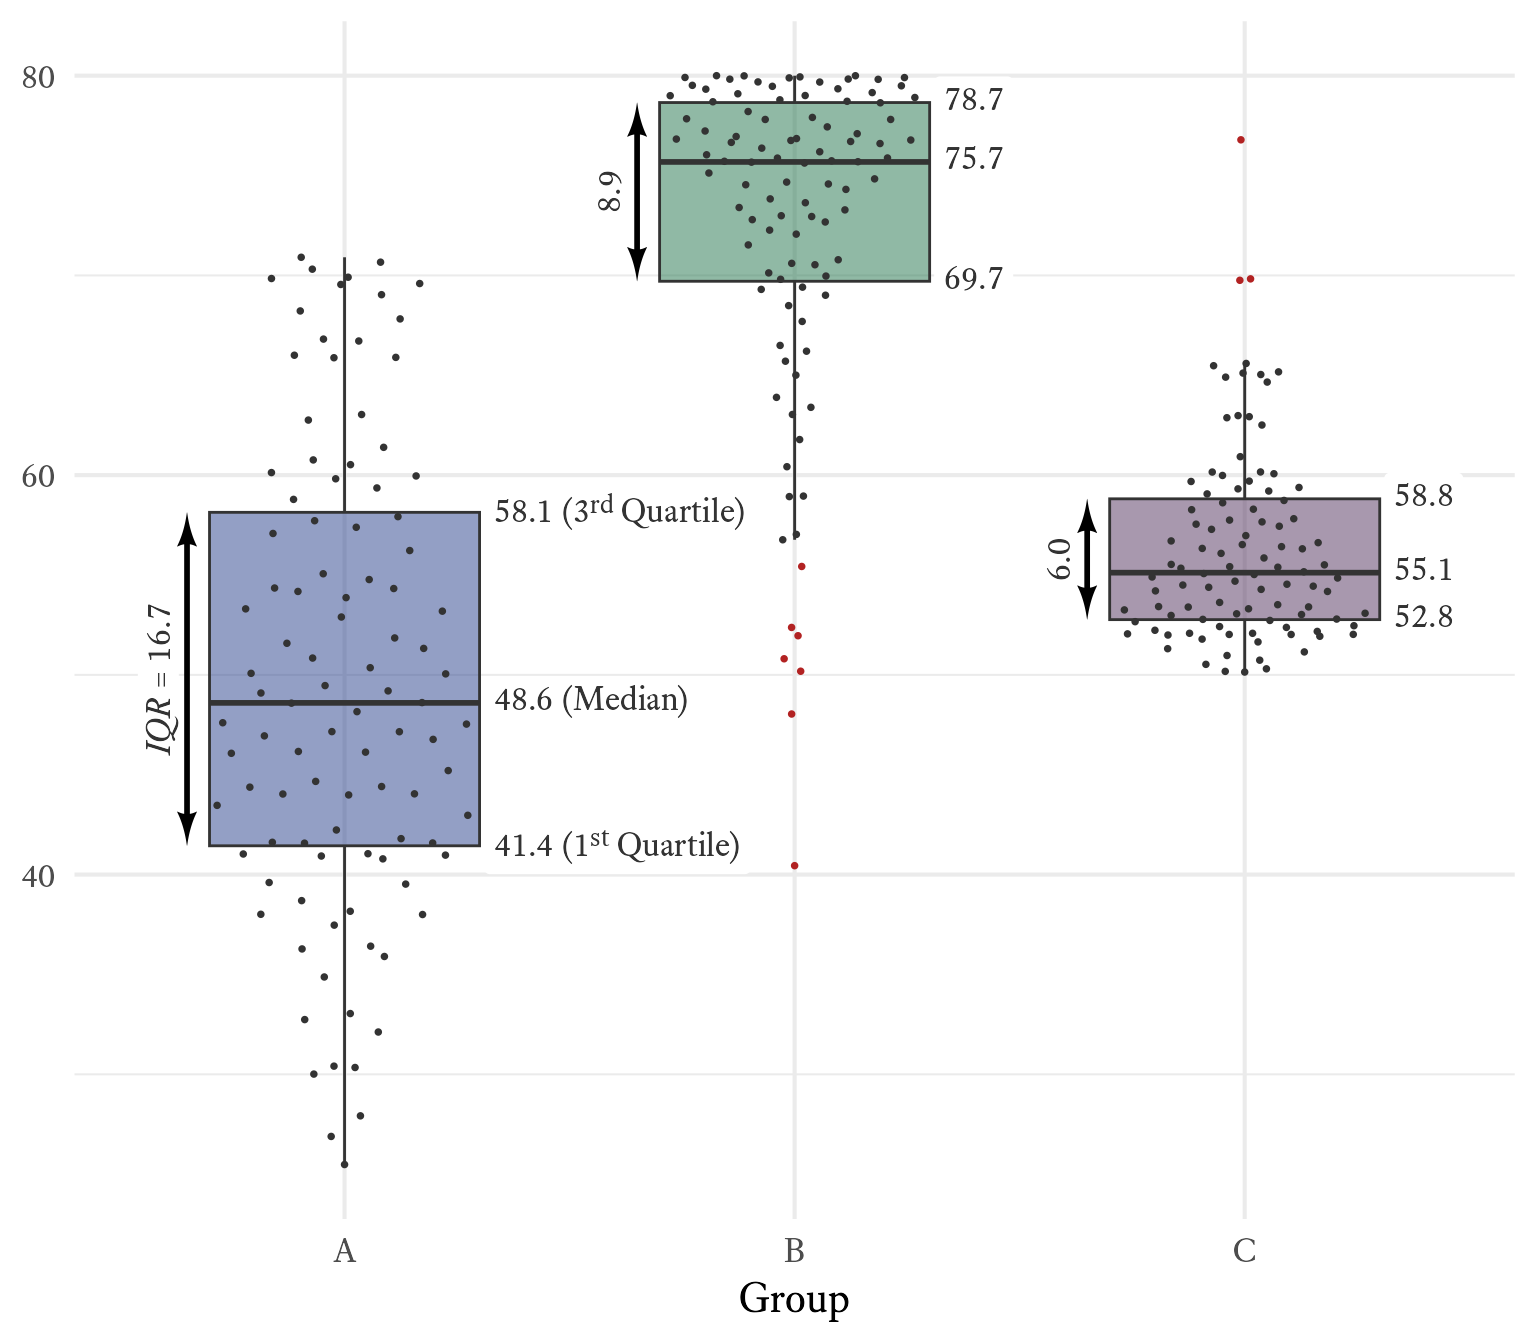 80
78.7
75.7
8.9
69.7
60
58.1 (3rd Quartile)
58.8
6.0
55.1
52.8
IQR = 16.7
48.6 (Median)
41.4 (1st Quartile)
40
A
B
C
Group